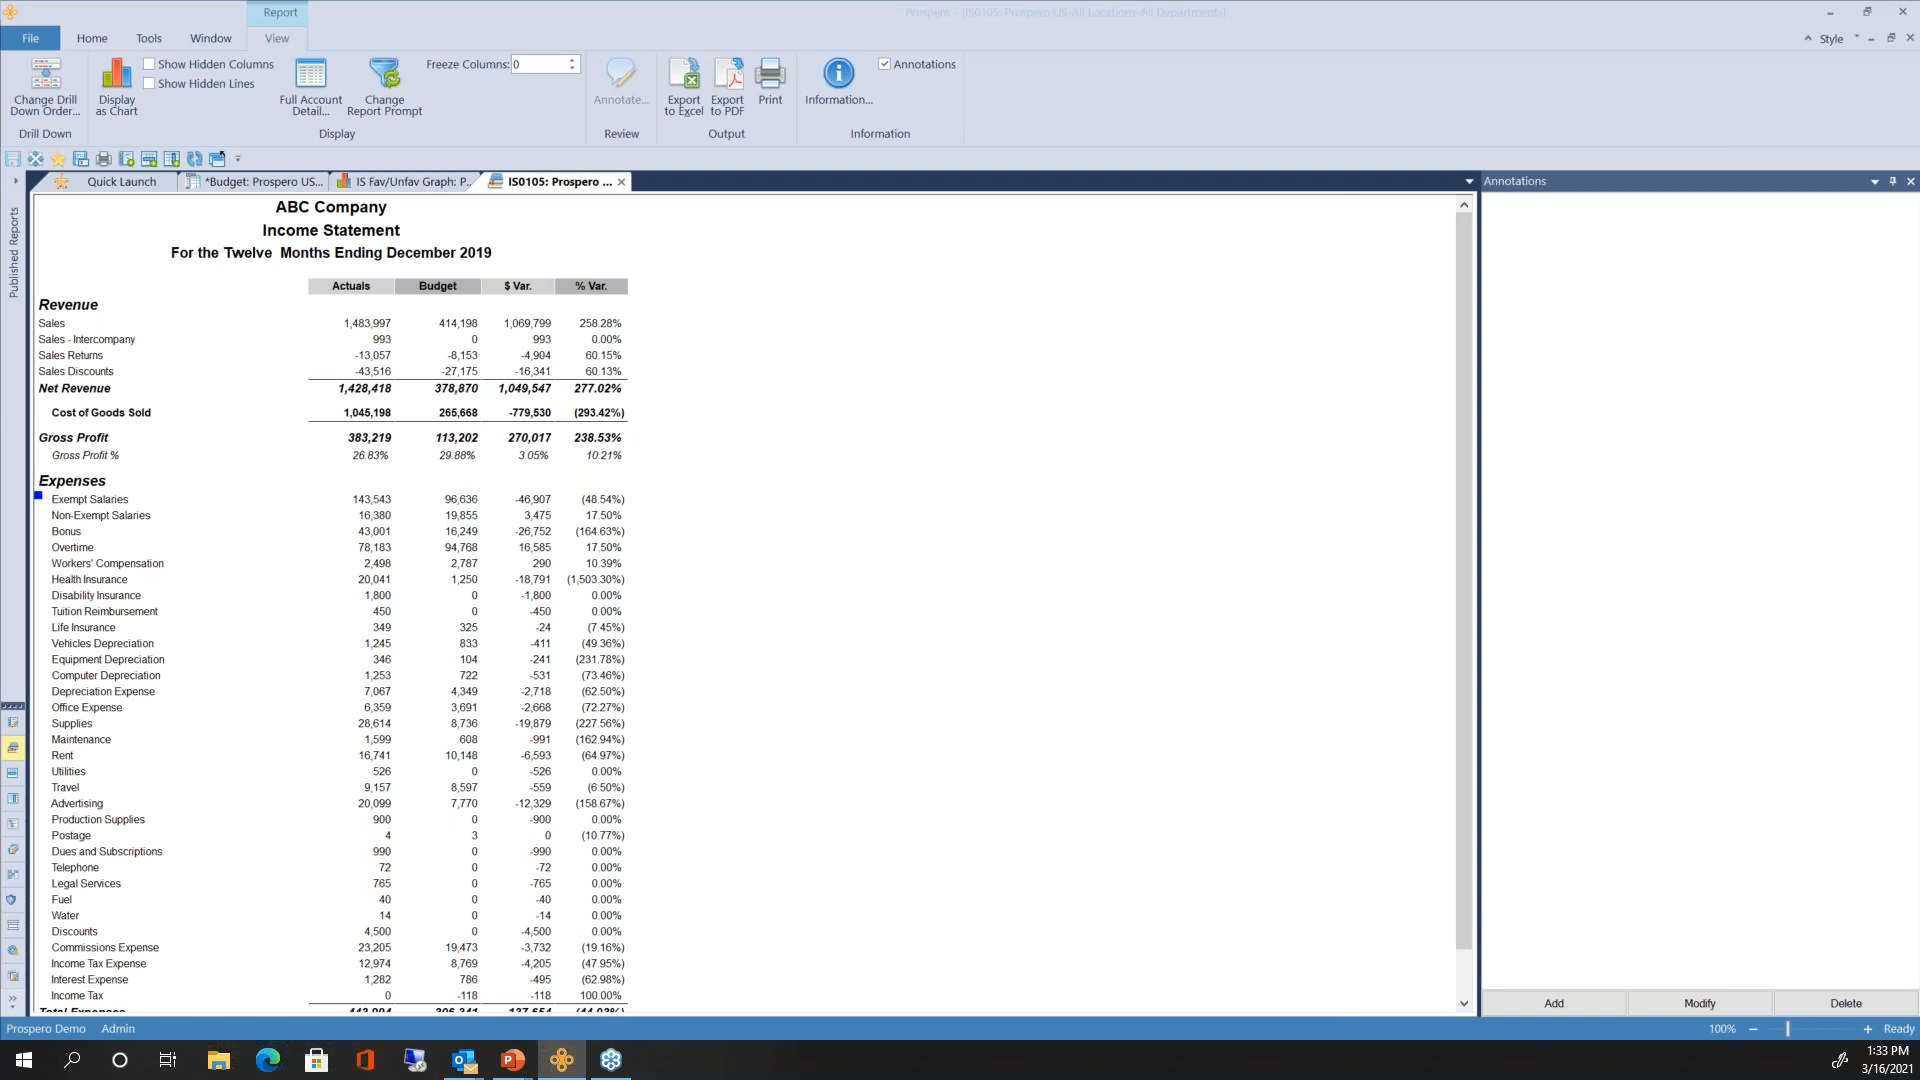 Report
Prospero - [IS0105: Prospero US-All Locations-All Departments]
File Home Tools Window View
Style
Change Drill Down Order...
Drill Down
Display as Chart
Show Hidden Columns
Show Hidden Lines
Full Account Detail...
Change Report Prompt
Freeze Columns: 0
Display
Annotate...
Review
Export to Excel
Export to PDF
Print
Output
Information...
Annotations
Information
Quick Launch
*Budget: Prospero US...
IS Fav/Unfav Graph: P...
IS0105: Prospero ...
Annotations
Published Reports
ABC Company
Income Statement
For the Twelve Months Ending December 2019
Actuals Budget $ Var. % Var.
Revenue
Sales 1,483,997 414,198 1,069,799 258.28%
Sales - Intercompany 993 0 993 0.00%
Sales Returns -13,057 -8,153 -4,904 60.15%
Sales Discounts -43,516 -27,175 -16,341 60.13%
Net Revenue 1,428,418 378,870 1,049,547 277.02%
Cost of Goods Sold 1,045,198 265,668 -779,530 (293.42%)
Gross Profit 383,219 113,202 270,017 238.53%
Gross Profit % 26.83% 29.88% 3.05% 10.21%
Expenses
Exempt Salaries 143,543 96,636 -46,907 (48.54%)
Non-Exempt Salaries 16,380 19,855 3,475 17.50%
Bonus 43,001 16,249 -26,752 (164.63%)
Overtime 78,183 94,768 16,585 17.50%
Workers' Compensation 2,498 2,787 290 10.39%
Health Insurance 20,041 1,250 -18,791 (1,503.30%)
Disability Insurance 1,800 0 -1,800 0.00%
Tuition Reimbursement 450 0 -450 0.00%
Life Insurance 349 325 -24 (7.45%)
Vehicles Depreciation 1,245 833 -411 (49.36%)
Equipment Depreciation 346 104 -241 (231.78%)
Computer Depreciation 1,253 722 -531 (73.46%)
Depreciation Expense 7,067 4,349 -2,718 (62.50%)
Office Expense 6,359 3,691 -2,668 (72.27%)
Supplies 28,614 8,736 -19,879 (227.56%)
Maintenance 1,599 608 -991 (162.94%)
Rent 16,741 10,148 -6,593 (64.97%)
Utilities 526 0 -526 0.00%
Travel 9,157 8,597 -559 (6.50%)
Advertising 20,099 7,770 -12,329 (158.67%)
Production Supplies 900 0 -900 0.00%
Postage 4 3 0 (10.77%)
Dues and Subscriptions 990 0 -990 0.00%
Telephone 72 0 -72 0.00%
Legal Services 765 0 -765 0.00%
Fuel 40 0 -40 0.00%
Water 14 0 -14 0.00%
Discounts 4,500 0 -4,500 0.00%
Commissions Expense 23,205 19,473 -3,732 (19.16%)
Income Tax Expense 12,974 8,769 -4,205 (47.95%)
Interest Expense 1,282 786 -495 (62.98%)
Income Tax 0 -118 -118 100.00%
Total Expenses
Add Modify Delete
Prospero Demo Admin
100% Ready
1:33 PM
3/16/2021